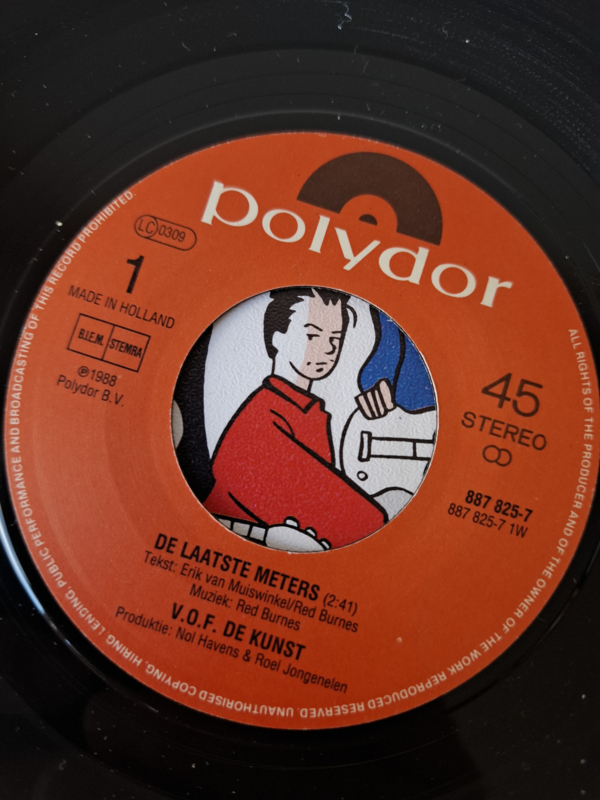 polydor
LC 0309
1
MADE IN HOLLAND
B.I.E.M. STEMRA
℗ 1988
Polydor B.V.
45
STEREO
887 825-7
887 825-7 1W
DE LAATSTE METERS (2:41)
Tekst: Erik van Muiswinkel/Red Burnes
Muziek: Red Burnes
V.O.F. DE KUNST
Produktie: Nol Havens & Roel Jongenelen
ALL RIGHTS OF THE PRODUCER AND OF THE OWNER OF THE WORK REPRODUCED RESERVED. UNAUTHORISED COPYING, HIRING, LENDING, PUBLIC PERFORMANCE AND BROADCASTING OF THIS RECORD PROHIBITED.